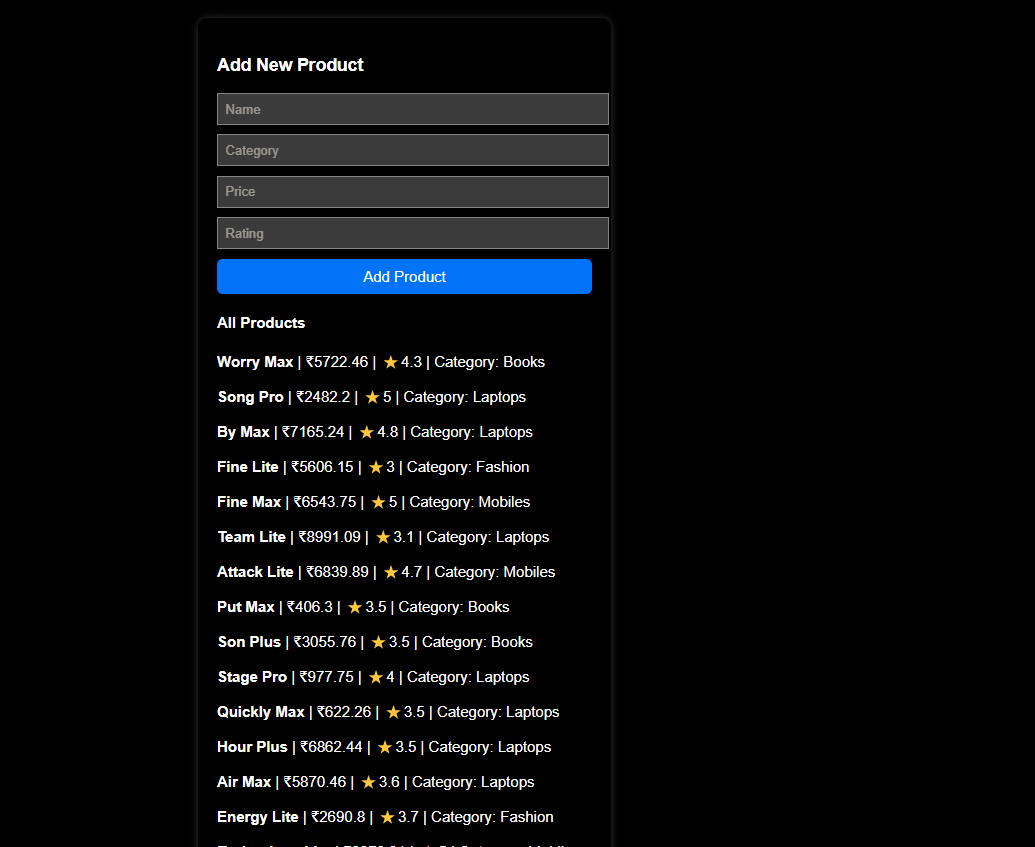 Add New Product
Name
Category
Price
Rating
Add Product
All Products
Worry Max | ₹5722.46 | ⭐4.3 | Category: Books
Song Pro | ₹2482.2 | ⭐5 | Category: Laptops
By Max | ₹7165.24 | ⭐4.8 | Category: Laptops
Fine Lite | ₹5606.15 | ⭐3 | Category: Fashion
Fine Max | ₹6543.75 | ⭐5 | Category: Mobiles
Team Lite | ₹8991.09 | ⭐3.1 | Category: Laptops
Attack Lite | ₹6839.89 | ⭐4.7 | Category: Mobiles
Put Max | ₹406.3 | ⭐3.5 | Category: Books
Son Plus | ₹3055.76 | ⭐3.5 | Category: Books
Stage Pro | ₹977.75 | ⭐4 | Category: Laptops
Quickly Max | ₹622.26 | ⭐3.5 | Category: Laptops
Hour Plus | ₹6862.44 | ⭐3.5 | Category: Laptops
Air Max | ₹5870.46 | ⭐3.6 | Category: Laptops
Energy Lite | ₹2690.8 | ⭐3.7 | Category: Fashion